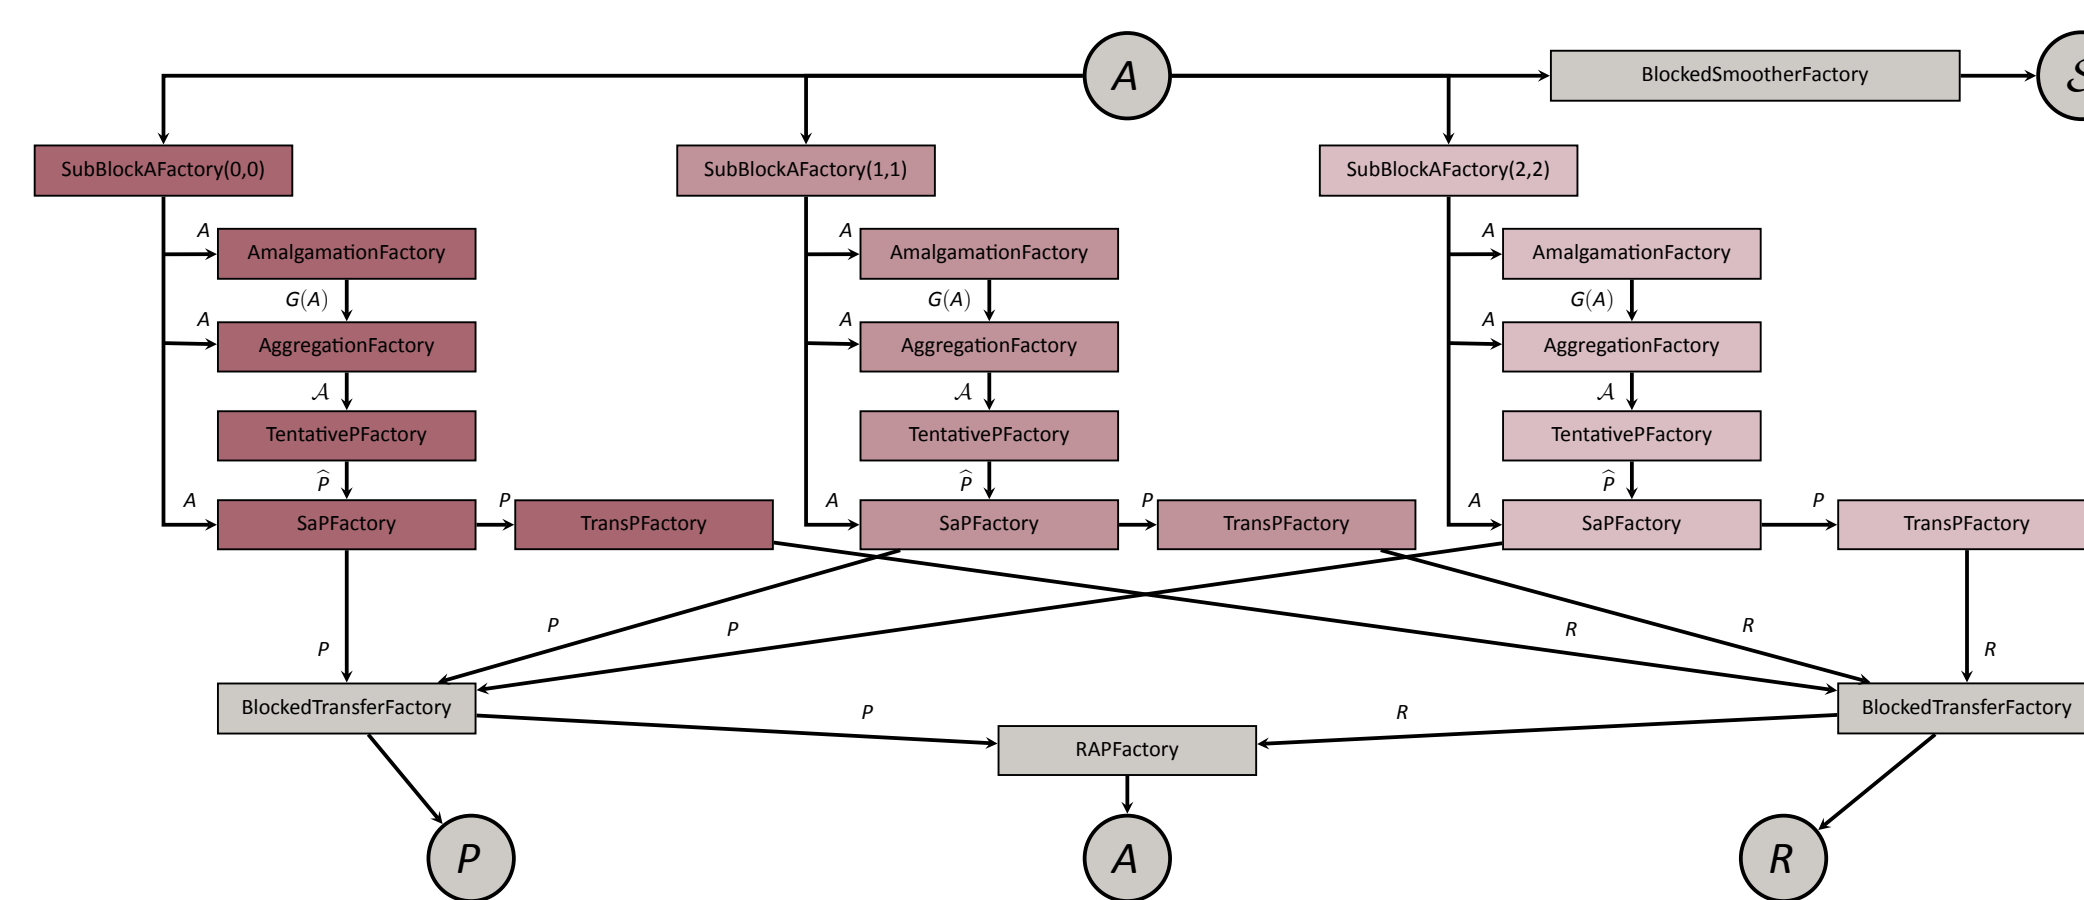 A
BlockedSmootherFactory
S
SubBlockAFactory(0,0)
SubBlockAFactory(1,1)
SubBlockAFactory(2,2)
A
A
A
AmalgamationFactory
AmalgamationFactory
AmalgamationFactory
G(A)
G(A)
G(A)
A
A
A
AggregationFactory
AggregationFactory
AggregationFactory
𝒜
𝒜
𝒜
TentativePFactory
TentativePFactory
TentativePFactory
P̂
P̂
P̂
A
P
A
P
A
P
SaPFactory
TransPFactory
SaPFactory
TransPFactory
SaPFactory
TransPFactory
P
P
P
R
R
R
BlockedTransferFactory
P
R
BlockedTransferFactory
RAPFactory
P
A
R